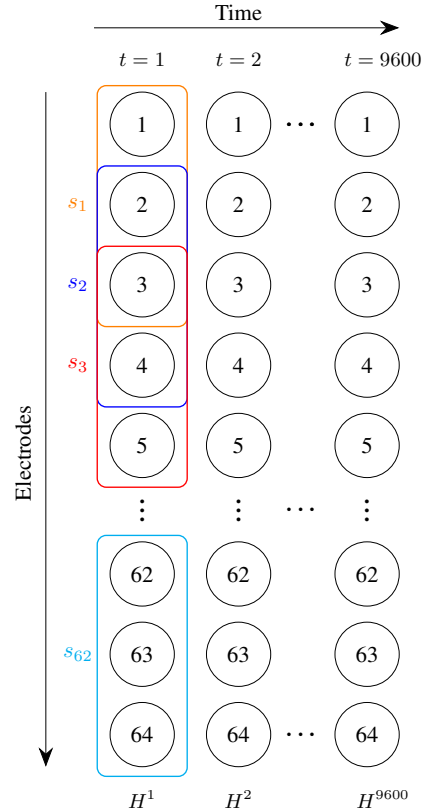 Time
t = 1 t = 2 t = 9600
1 1 ··· 1
s₁ 2 2 2
s₂ 3 3 3
s₃ 4 4 4
5 5 5
Electrodes
⋮ ⋮ ··· ⋮
62 62 62
s₆₂ 63 63 63
64 64 ··· 64
H¹ H² H⁹⁶⁰⁰